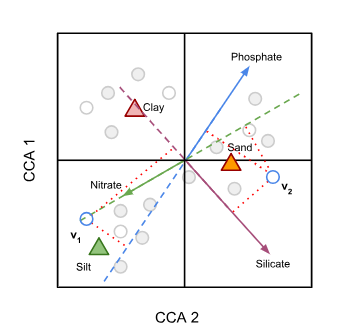 Phosphate
Clay
CCA 1
Sand
Nitrate
v2
v1
Silt
Silicate
CCA 2